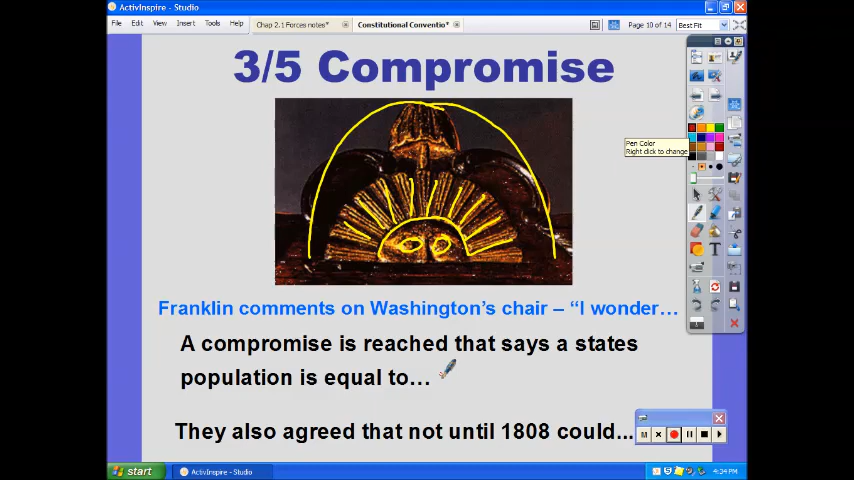 ActivInspire - Studio
File Edit View Insert Tools Help
Chap 2.1 Forces notes*
Constitutional Conventio*
Page 10 of 14
Best Fit
3/5 Compromise
Pen Color
Right click to change
Franklin comments on Washington's chair – “I wonder…
A compromise is reached that says a states
population is equal to…
They also agreed that not until 1808 could...
start
ActivInspire - Studio
4:34 PM